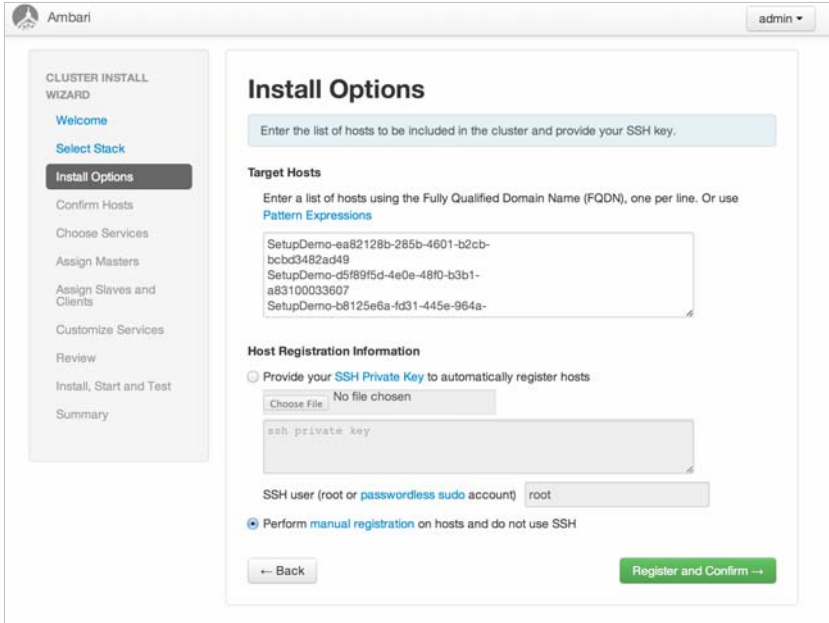 Ambari
admin
CLUSTER INSTALL
WIZARD
Welcome
Select Stack
Install Options
Confirm Hosts
Choose Services
Assign Masters
Assign Slaves and
Clients
Customize Services
Review
Install, Start and Test
Summary
Install Options
Enter the list of hosts to be included in the cluster and provide your SSH key.
Target Hosts
Enter a list of hosts using the Fully Qualified Domain Name (FQDN), one per line. Or use
Pattern Expressions
SetupDemo-ea82128b-285b-4601-b2cb-
bcbd3482ad49
SetupDemo-d5f89f5d-4e0e-48f0-b3b1-
a83100033607
SetupDemo-b8125e6a-fd31-445e-964a-
Host Registration Information
Provide your SSH Private Key to automatically register hosts
Choose File No file chosen
ssh private key
SSH user (root or passwordless sudo account) root
Perform manual registration on hosts and do not use SSH
← Back
Register and Confirm →